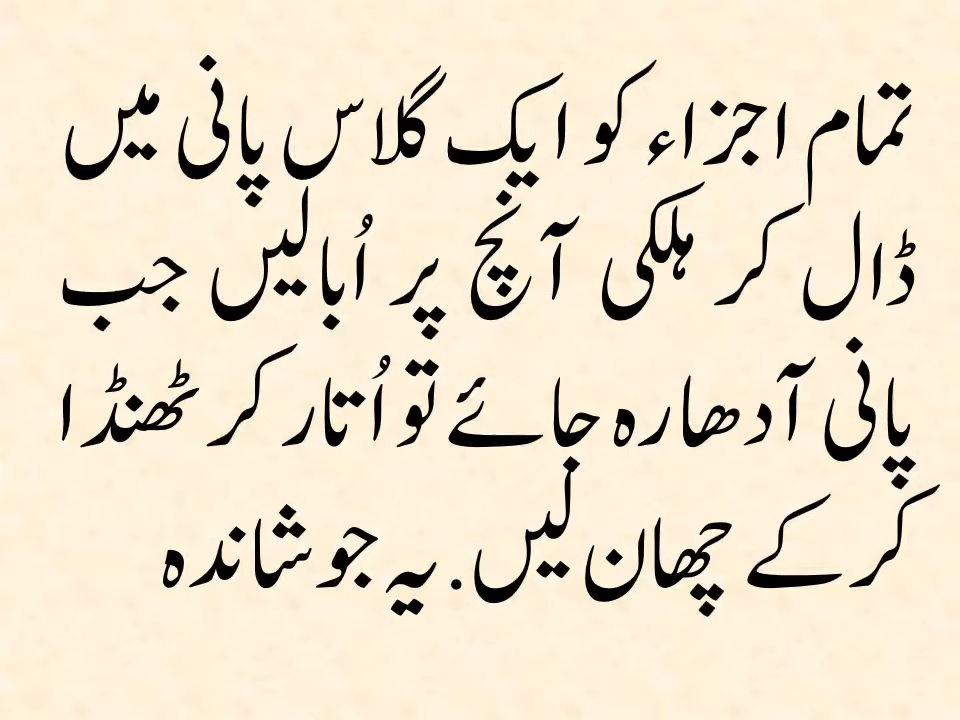 تمام اجزاء کو ایک گلاس پانی میں
ڈال کر ہلکی آنچ پر اُبالیں جب
پانی آدھا رہ جائے تو اُتار کر ٹھنڈا
کر کے چھان لیں. یہ جوشاندہ